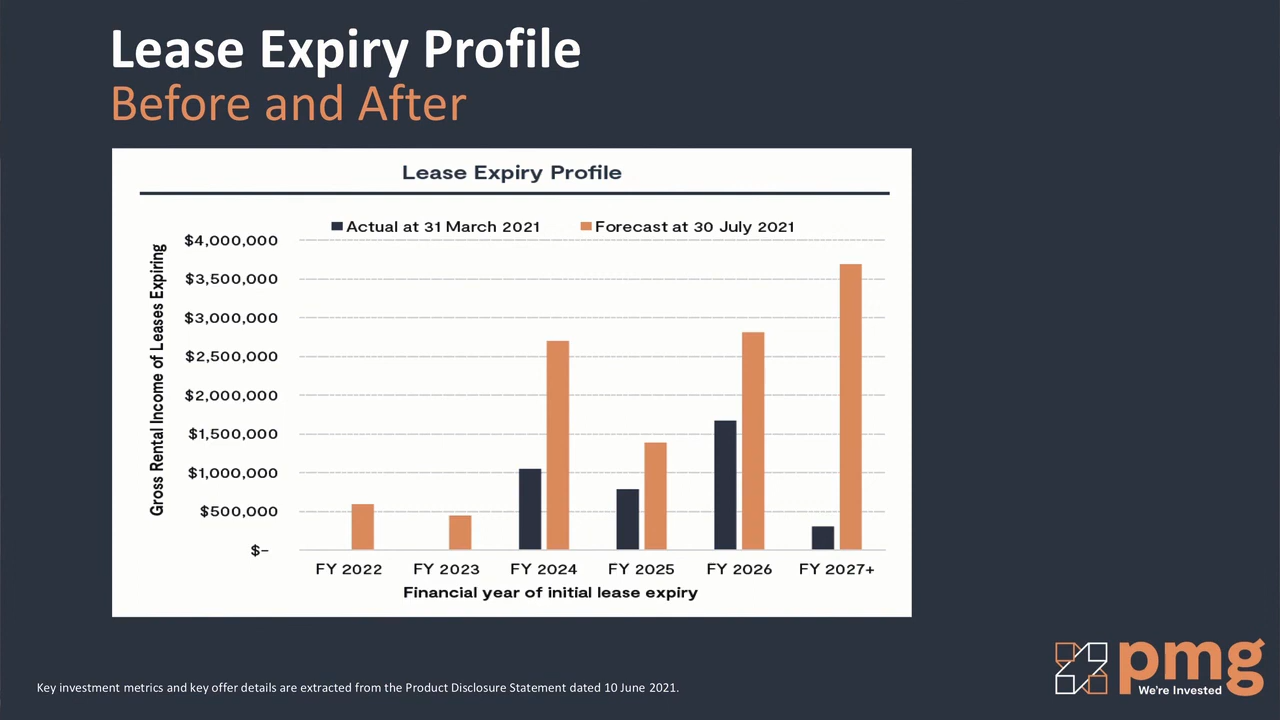 Lease Expiry Profile
Before and After
Lease Expiry Profile
Actual at 31 March 2021
Forecast at 30 July 2021
Gross Rental Income of Leases Expiring
$4,000,000
$3,500,000
$3,000,000
$2,500,000
$2,000,000
$1,500,000
$1,000,000
$500,000
$–
FY 2022 FY 2023 FY 2024 FY 2025 FY 2026 FY 2027+
Financial year of initial lease expiry
Key investment metrics and key offer details are extracted from the Product Disclosure Statement dated 10 June 2021.
pmg
We're Invested